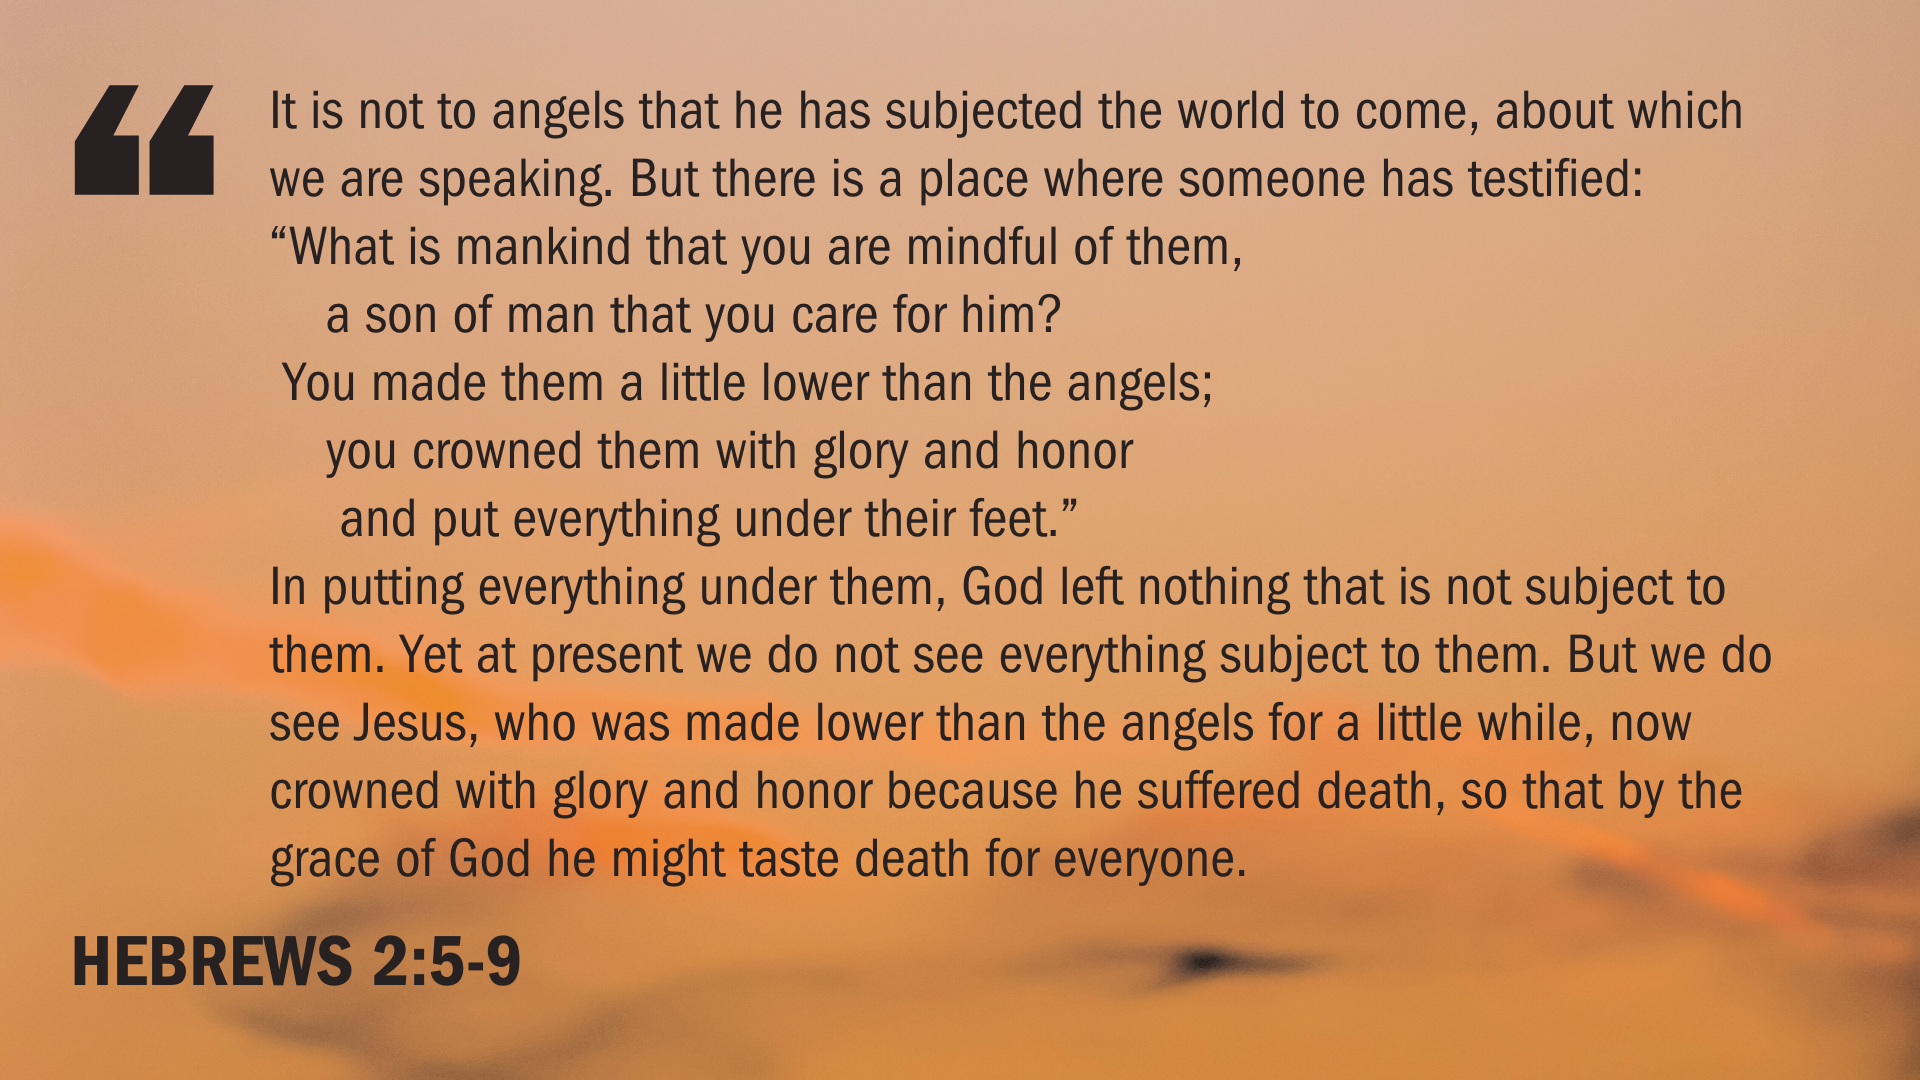 “
It is not to angels that he has subjected the world to come, about which
we are speaking. But there is a place where someone has testified:
“What is mankind that you are mindful of them,
a son of man that you care for him?
You made them a little lower than the angels;
you crowned them with glory and honor
and put everything under their feet.”
In putting everything under them, God left nothing that is not subject to
them. Yet at present we do not see everything subject to them. But we do
see Jesus, who was made lower than the angels for a little while, now
crowned with glory and honor because he suffered death, so that by the
grace of God he might taste death for everyone.
HEBREWS 2:5-9